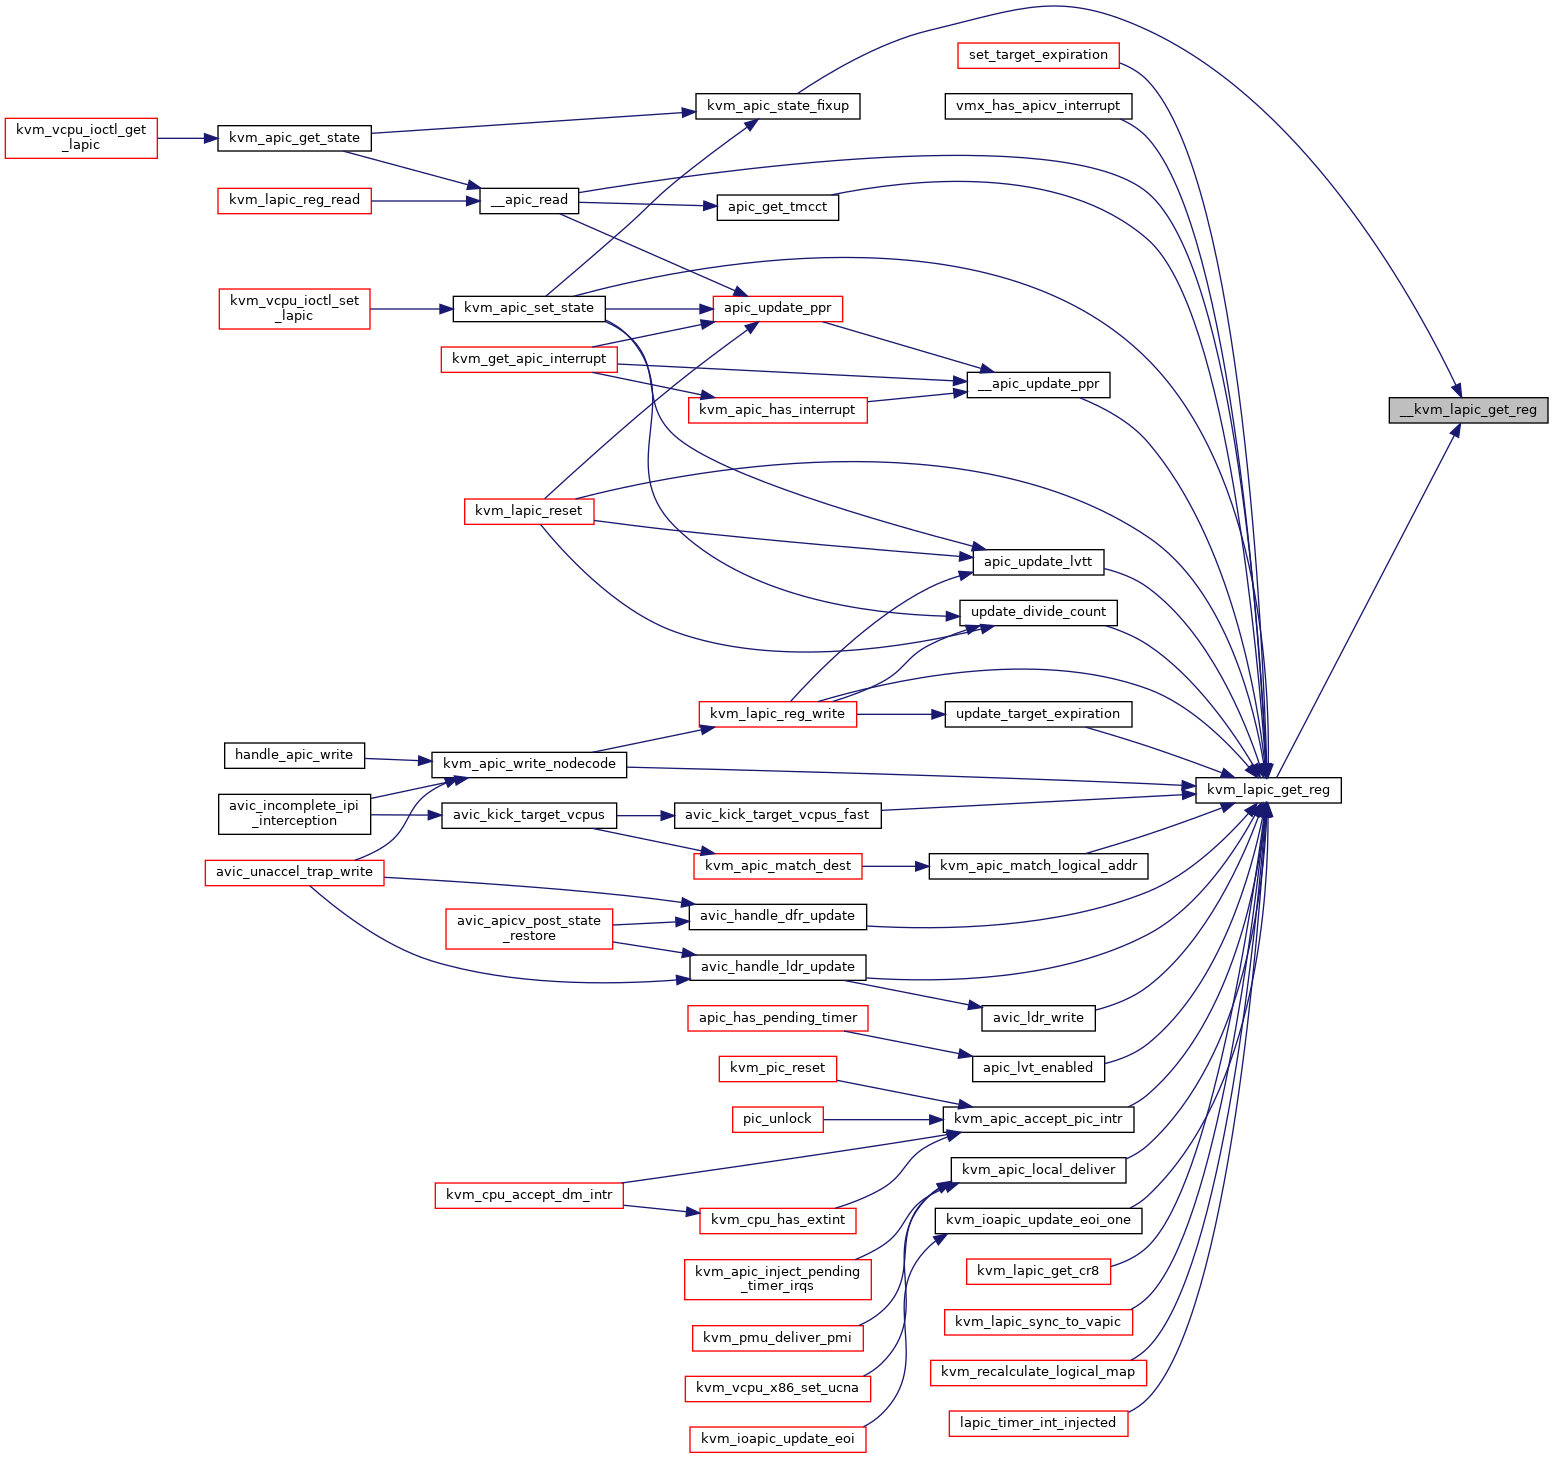 set_target_expiration
vmx_has_apicv_interrupt
kvm_apic_state_fixup
kvm_vcpu_ioctl_get
_lapic
kvm_apic_get_state
kvm_lapic_reg_read
__apic_read
apic_get_tmcct
kvm_vcpu_ioctl_set
_lapic
kvm_apic_set_state
apic_update_ppr
kvm_get_apic_interrupt
__apic_update_ppr
kvm_apic_has_interrupt
__kvm_lapic_get_reg
kvm_lapic_reset
apic_update_lvtt
update_divide_count
kvm_lapic_reg_write
update_target_expiration
handle_apic_write
kvm_apic_write_nodecode
kvm_lapic_get_reg
avic_incomplete_ipi
_interception
avic_kick_target_vcpus
avic_kick_target_vcpus_fast
avic_unaccel_trap_write
kvm_apic_match_dest
kvm_apic_match_logical_addr
avic_apicv_post_state
_restore
avic_handle_dfr_update
avic_handle_ldr_update
avic_ldr_write
apic_has_pending_timer
apic_lvt_enabled
kvm_pic_reset
pic_unlock
kvm_apic_accept_pic_intr
kvm_apic_local_deliver
kvm_cpu_accept_dm_intr
kvm_cpu_has_extint
kvm_ioapic_update_eoi_one
kvm_apic_inject_pending
_timer_irqs
kvm_lapic_get_cr8
kvm_pmu_deliver_pmi
kvm_lapic_sync_to_vapic
kvm_vcpu_x86_set_ucna
kvm_recalculate_logical_map
kvm_ioapic_update_eoi
lapic_timer_int_injected